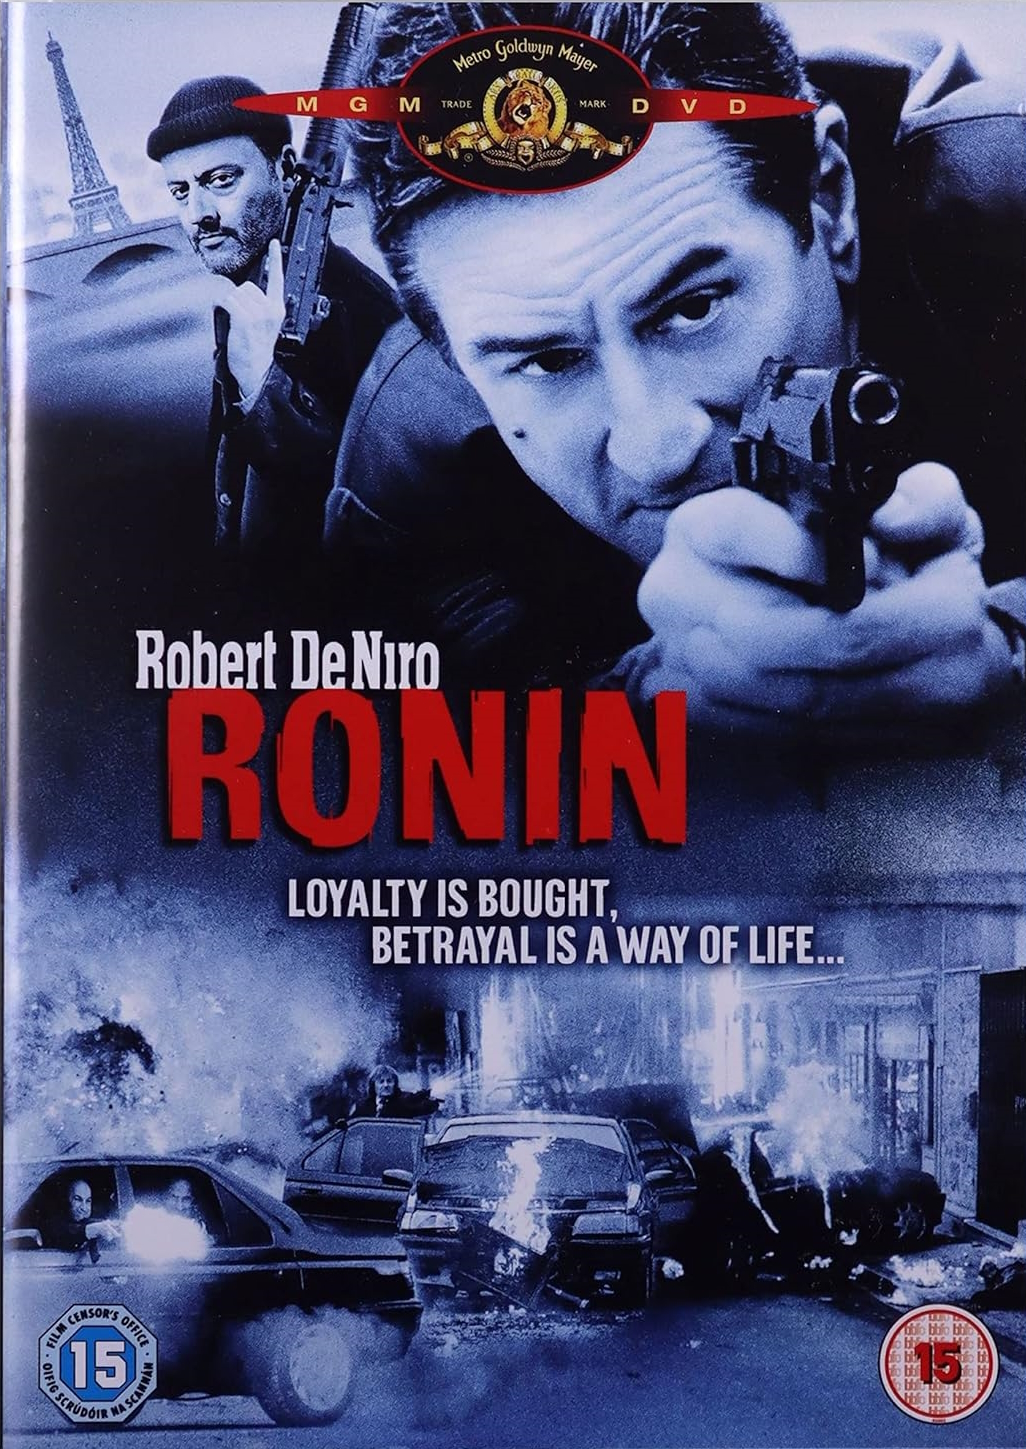 Metro Goldwyn Mayer
MGM TRADE MARK DVD
Robert DeNiro
RONIN
LOYALTY IS BOUGHT,
BETRAYAL IS A WAY OF LIFE...
FILM CENSOR'S OFFICE
15
OIFIG SCRÚDÓIR NA SCANNÁN
15